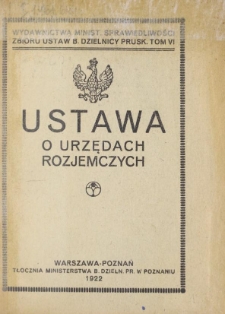 WYDAWNICTWA MINIST. SPRAWIEDLIWOŚCI
ZBIORU USTAW B. DZIELNICY PRUSK. TOM VI
USTAWA
O URZĘDACH
ROZJEMCZYCH
WARSZAWA-POZNAŃ
TŁOCZNIA MINISTERSTWA B. DZIELN. PR. W POZNANIU
1922